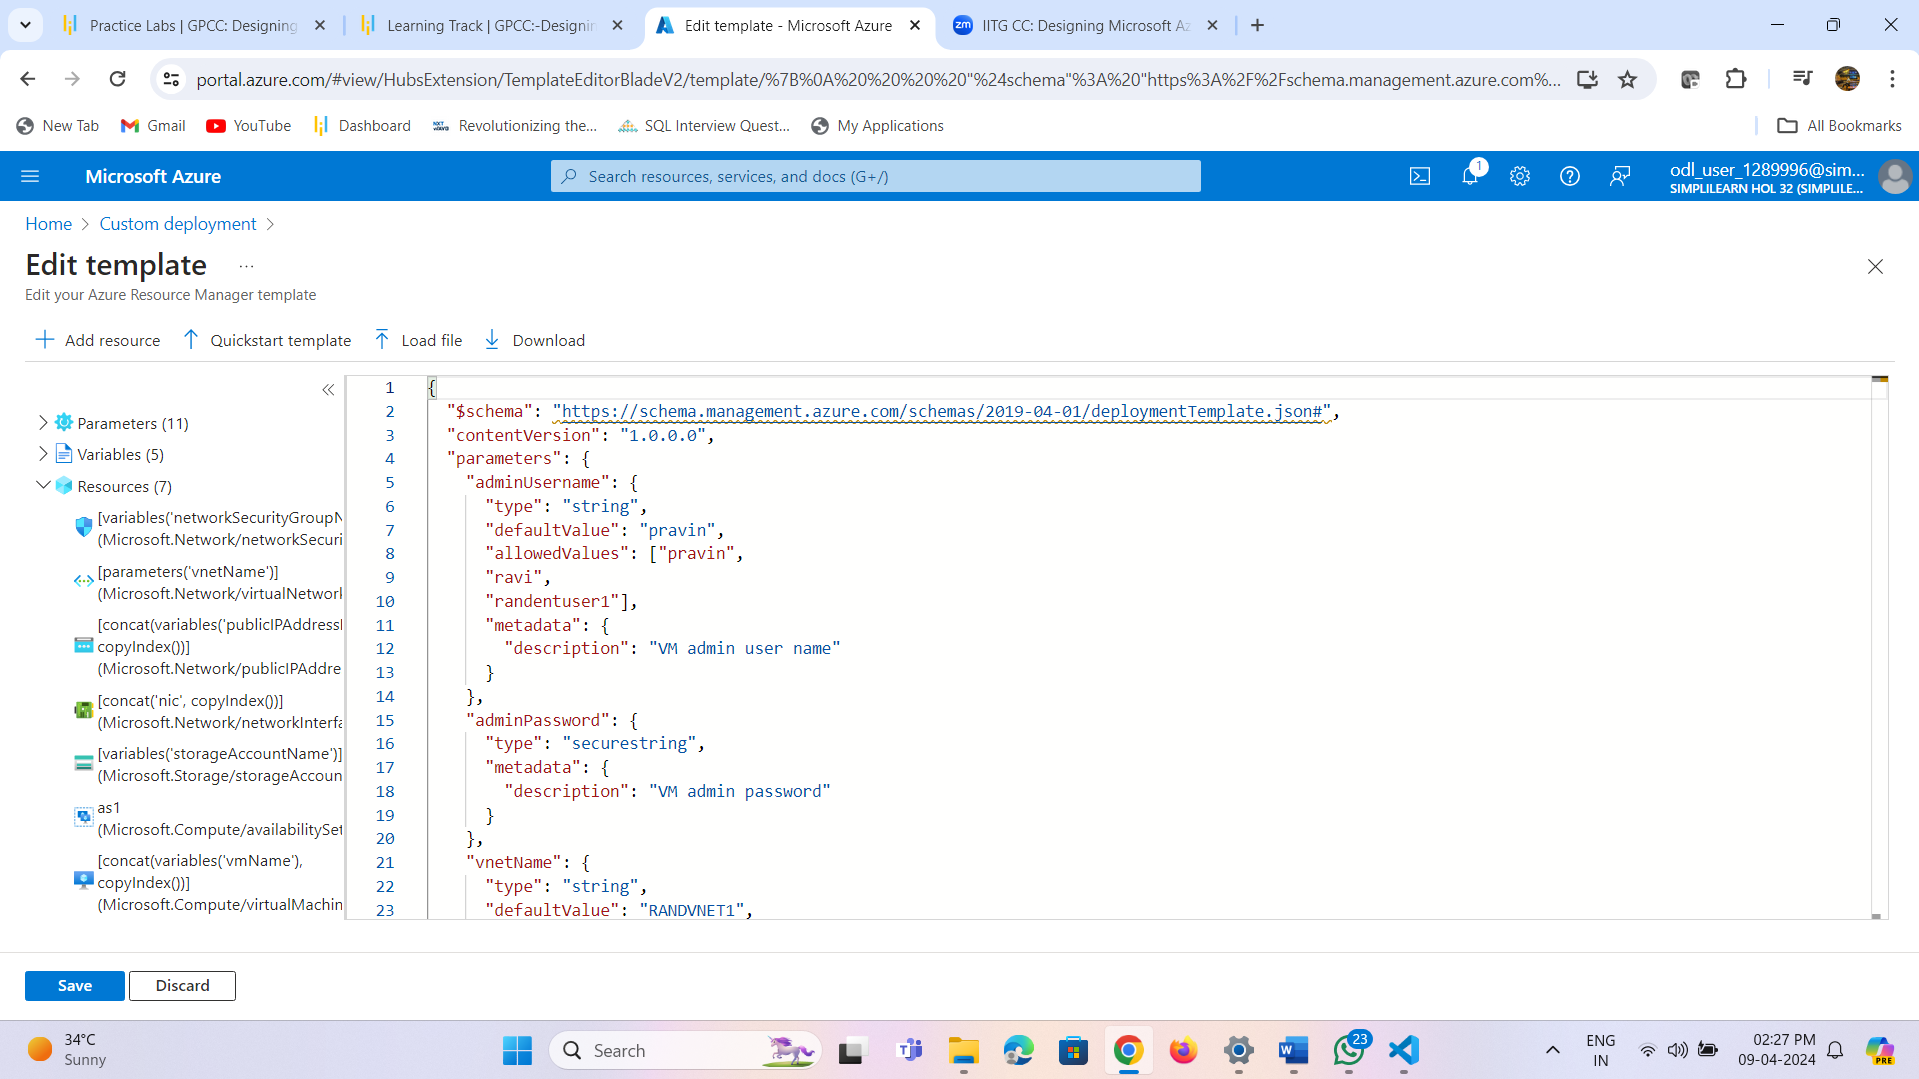 Practice Labs | GPCC: Designing
Learning Track | GPCC:-Designin
Edit template - Microsoft Azure
zm
IITG CC: Designing Microsoft Az
portal.azure.com/#view/HubsExtension/TemplateEditorBladeV2/template/%7B%0A%20%20%20%20"%24schema"%3A%20"https%3A%2F%2Fschema.management.azure.com%...
New Tab
Gmail
YouTube
Dashboard
Revolutionizing the...
SQL Interview Quest...
My Applications
All Bookmarks
Microsoft Azure
Search resources, services, and docs (G+/)
1
odl_user_1289996@sim...
SIMPLILEARN HOL 32 (SIMPLILE...
Home > Custom deployment >
Edit template ...
Edit your Azure Resource Manager template
Add resource
Quickstart template
Load file
Download
Parameters (11)
Variables (5)
Resources (7)
[variables('networkSecurityGroupN
(Microsoft.Network/networkSecuri
[parameters('vnetName')]
(Microsoft.Network/virtualNetwork
[concat(variables('publicIPAddressI
copyIndex())]
(Microsoft.Network/publicIPAddre
[concat('nic', copyIndex())]
(Microsoft.Network/networkInterfa
[variables('storageAccountName')]
(Microsoft.Storage/storageAccoun
as1
(Microsoft.Compute/availabilitySet
[concat(variables('vmName'),
copyIndex())]
(Microsoft.Compute/virtualMachin
1 {
2 "$schema": "https://schema.management.azure.com/schemas/2019-04-01/deploymentTemplate.json#",
3 "contentVersion": "1.0.0.0",
4 "parameters": {
5 "adminUsername": {
6 "type": "string",
7 "defaultValue": "pravin",
8 "allowedValues": ["pravin",
9 "ravi",
10 "randentuser1"],
11 "metadata": {
12 "description": "VM admin user name"
13 }
14 },
15 "adminPassword": {
16 "type": "securestring",
17 "metadata": {
18 "description": "VM admin password"
19 }
20 },
21 "vnetName": {
22 "type": "string",
23 "defaultValue": "RANDVNET1",
Save
Discard
34°C
Sunny
Search
23
ENG
IN
02:27 PM
09-04-2024
PRE